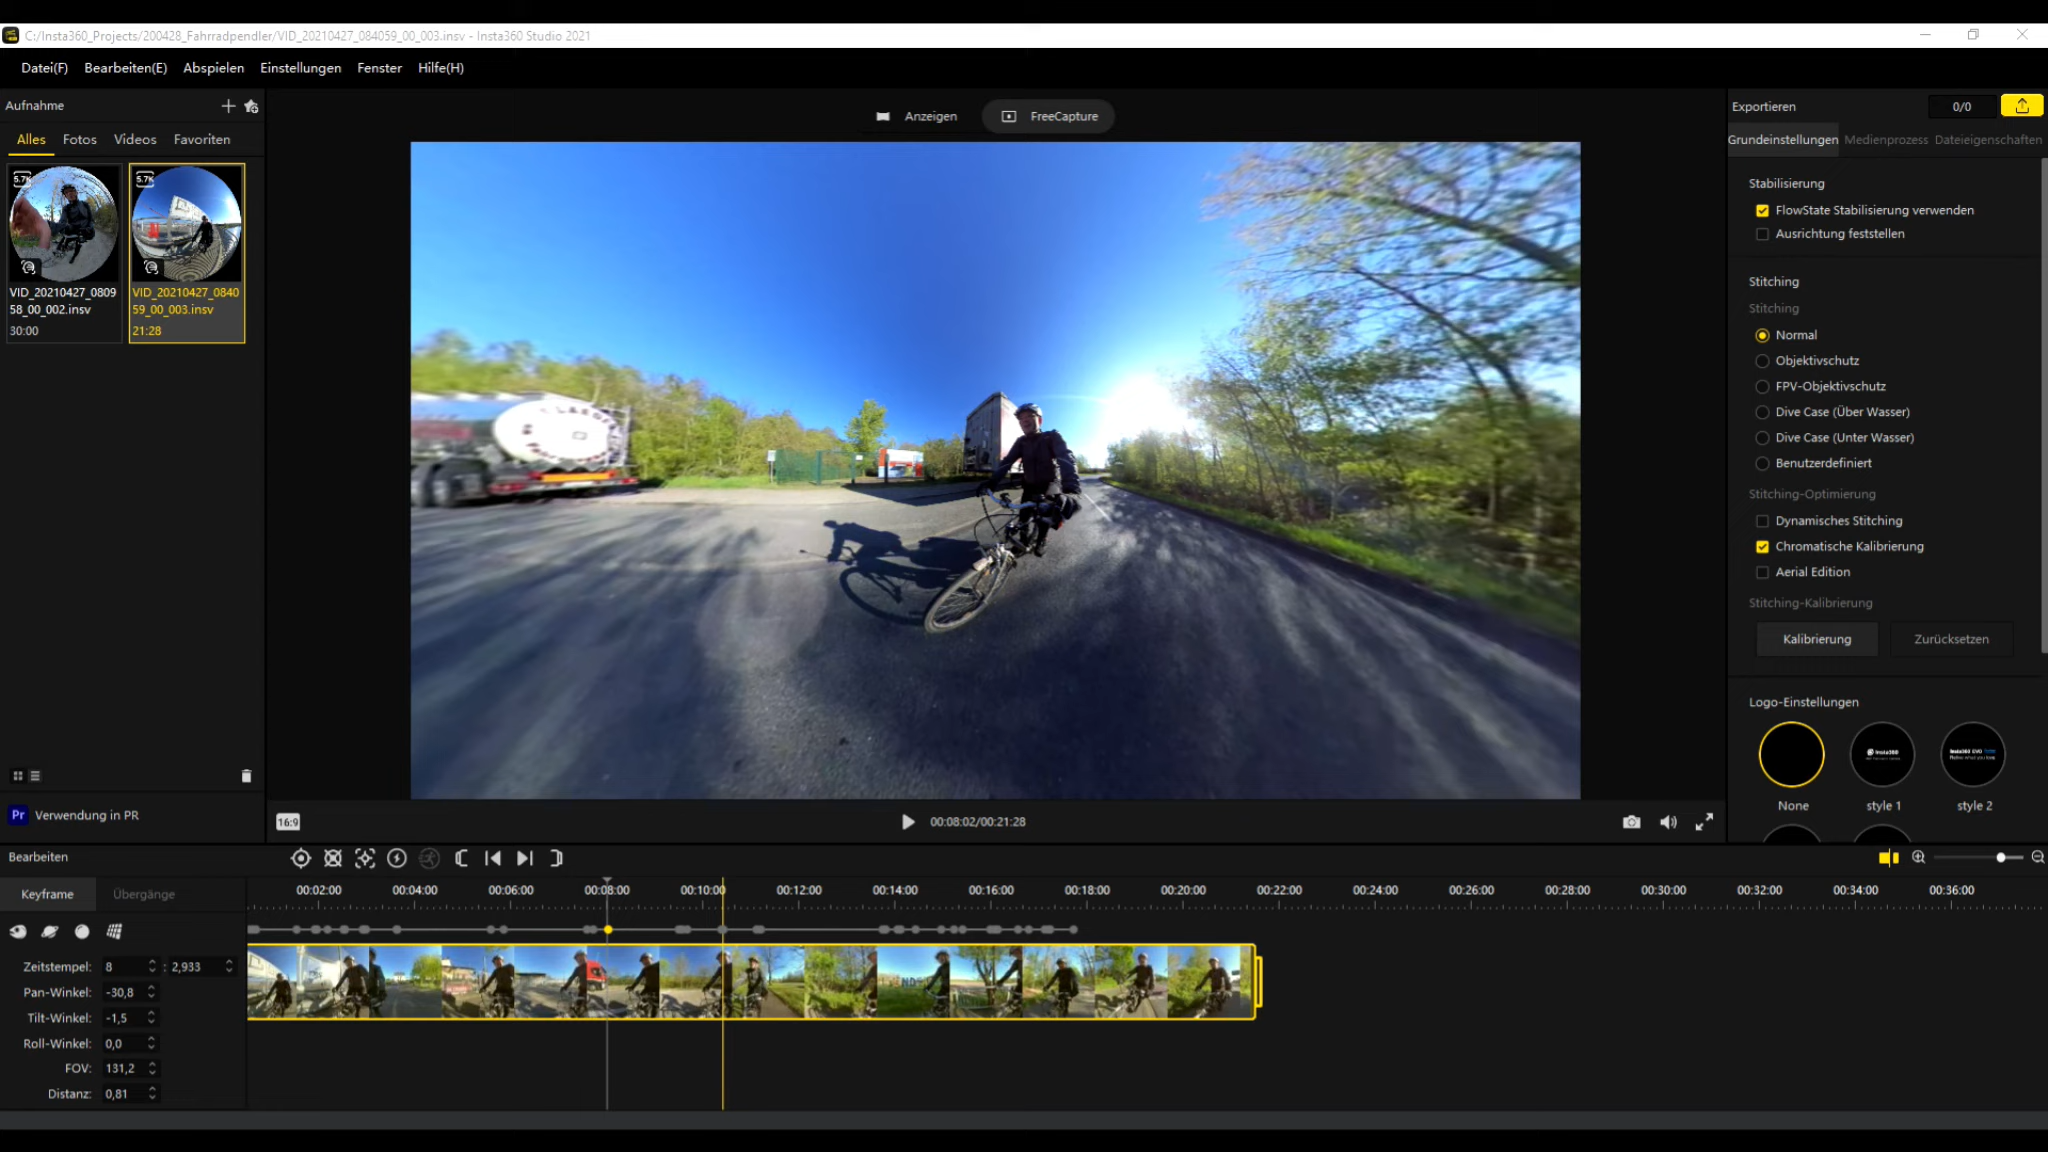 C:/Insta360_Projects/200428_Fahrradpendler/VID_20210427_084059_00_003.insv - Insta360 Studio 2021
Datei(F) Bearbeiten(E) Abspielen Einstellungen Fenster Hilfe(H)
Aufnahme
Alles Fotos Videos Favoriten
5.7K
5.7K
VID_20210427_0809
58_00_002.insv
30:00
VID_20210427_0840
59_00_003.insv
21:28
Pr Verwendung in PR
Anzeigen FreeCapture
16:9
00:08:02/00:21:28
Exportieren 0/0
Grundeinstellungen Medienprozess Dateieigenschaften
Stabilisierung
FlowState Stabilisierung verwenden
Ausrichtung feststellen
Stitching
Stitching
Normal
Objektivschutz
FPV-Objektivschutz
Dive Case (Über Wasser)
Dive Case (Unter Wasser)
Benutzerdefiniert
Stitching-Optimierung
Dynamisches Stitching
Chromatische Kalibrierung
Aerial Edition
Stitching-Kalibrierung
Kalibrierung Zurücksetzen
Logo-Einstellungen
Insta360
None style 1 style 2
Bearbeiten
Keyframe Übergänge
00:02:00 00:04:00 00:06:00 00:08:00 00:10:00 00:12:00 00:14:00 00:16:00 00:18:00 00:20:00 00:22:00 00:24:00 00:26:00 00:28:00 00:30:00 00:32:00 00:34:00 00:36:00
Zeitstempel: 8 : 2,933
Pan-Winkel: -30,8
Tilt-Winkel: -1,5
Roll-Winkel: 0,0
FOV: 131,2
Distanz: 0,81